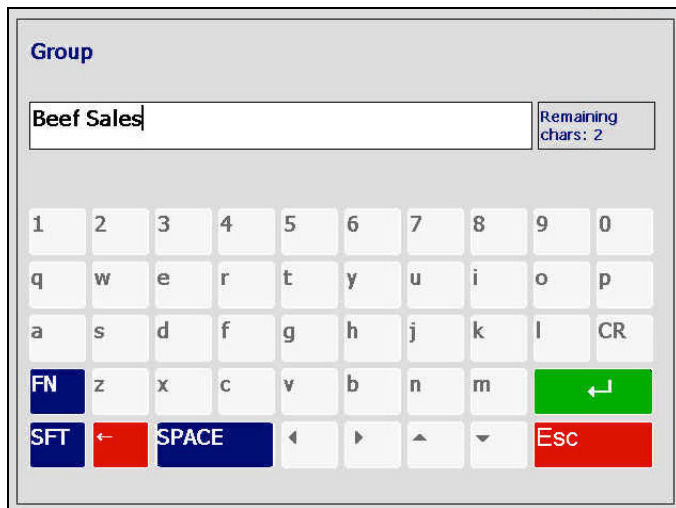 Group
Beef Sales
Remaining
chars: 2
1 2 3 4 5 6 7 8 9 0
q w e r t y u i o p
a s d f g h j k l CR
FN z x c v b n m
SFT ← SPACE Esc